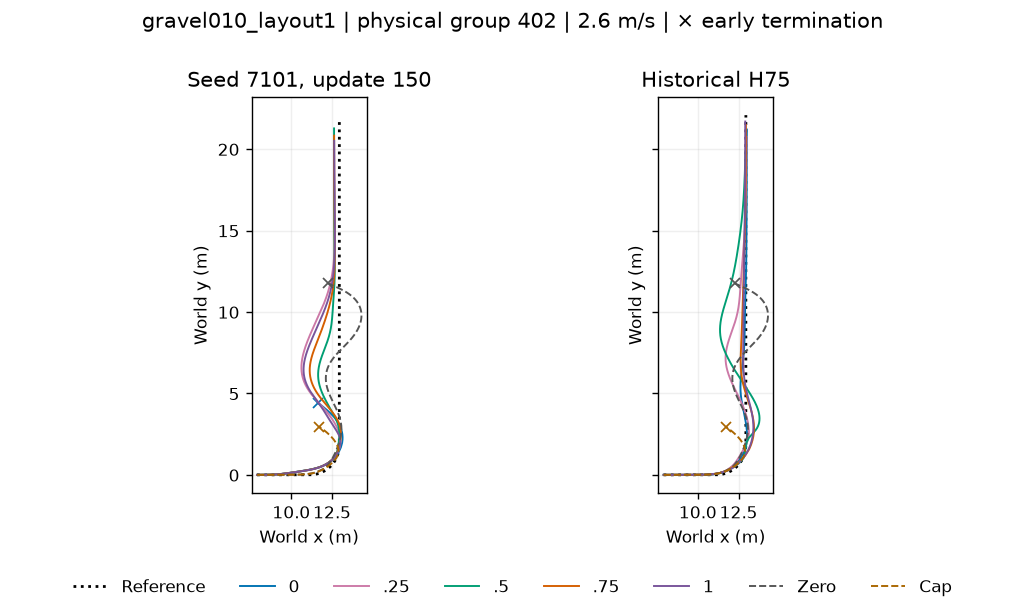 gravel010_layout1 | physical group 402 | 2.6 m/s | × early termination
Seed 7101, update 150
Historical H75
World y (m)
20
15
10
5
0
10.0 12.5
World x (m)
World y (m)
10.0 12.5
World x (m)
Reference 0 .25 .5 .75 1 Zero Cap